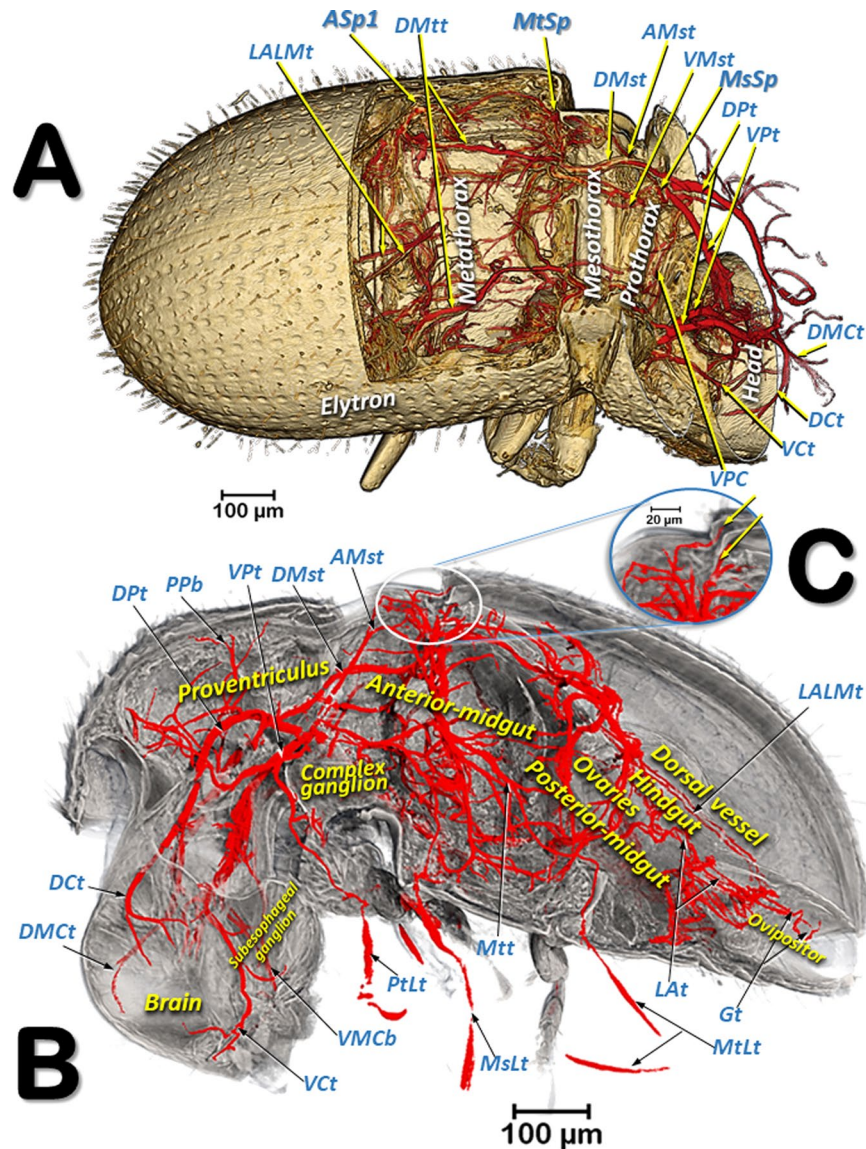 A
ASp1
DMtt
LALMt
MtSp
AMst
VMst
DMst
MsSp
DPt
VPt
Metathorax
Mesothorax
Prothorax
Head
Elytron
DMCt
DCt
VCt
VPC
100 µm
20 µm
C
AMst
DMst
VPt
PPb
DPt
Proventriculus
Anterior-midgut
LALMt
Complex
ganglion
Dorsal vessel
Hindgut
Ovaries
Posterior-midgut
DCt
DMCt
Subesophageal
ganglion
Brain
Ovipositor
Mtt
PtLt
LAt
Gt
VMCb
MsLt
MtLt
VCt
B
100 µm